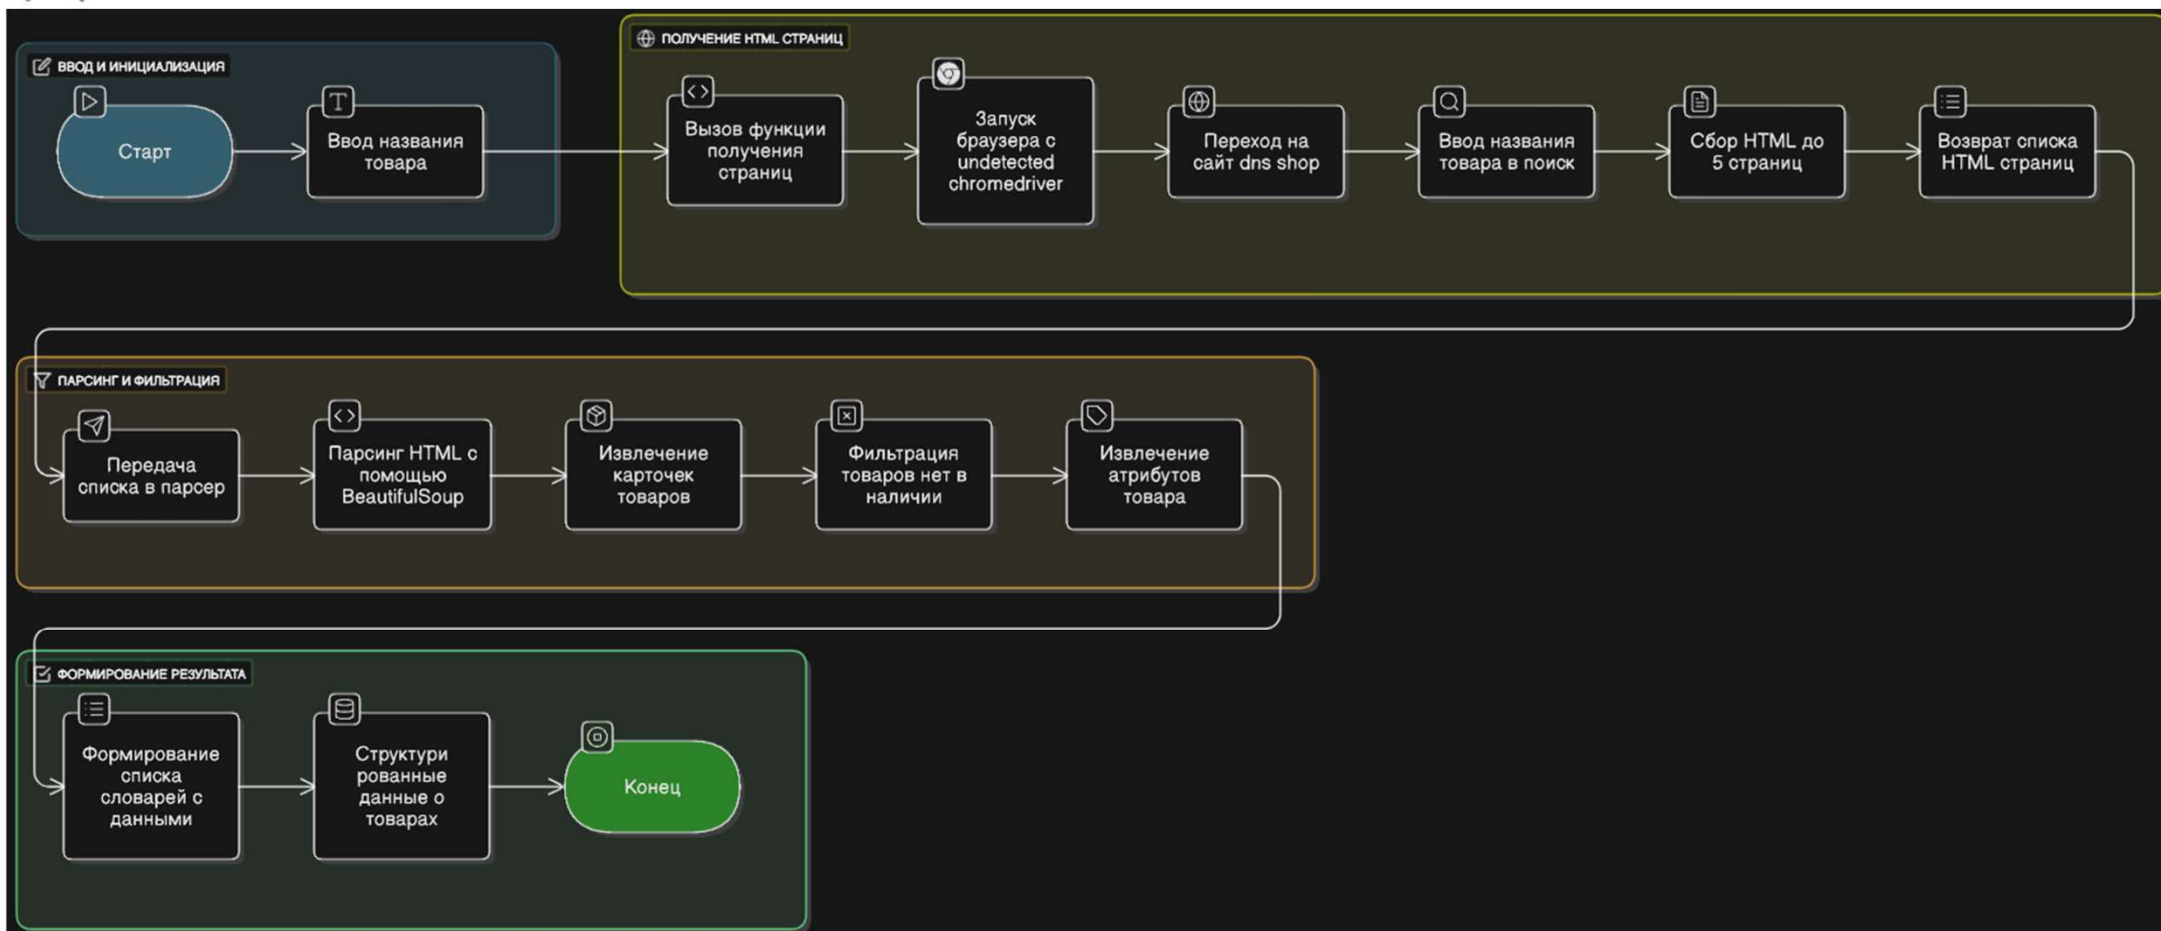 ВВОД И ИНИЦИАЛИЗАЦИЯ
Старт
Ввод названия
товара
ПОЛУЧЕНИЕ HTML СТРАНИЦ
Вызов функции
получения
страниц
Запуск
браузера с
undetected
chromedriver
Переход на
сайт dns shop
Ввод названия
товара в поиск
Сбор HTML до
5 страниц
Возврат списка
HTML страниц
ПАРСИНГ И ФИЛЬТРАЦИЯ
Передача
списка в парсер
Парсинг HTML с
помощью
BeautifulSoup
Извлечение
карточек
товаров
Фильтрация
товаров нет в
наличии
Извлечение
атрибутов
товара
ФОРМИРОВАНИЕ РЕЗУЛЬТАТА
Формирование
списка
словарей с
данными
Структури
рованные
данные о
товарах
Конец